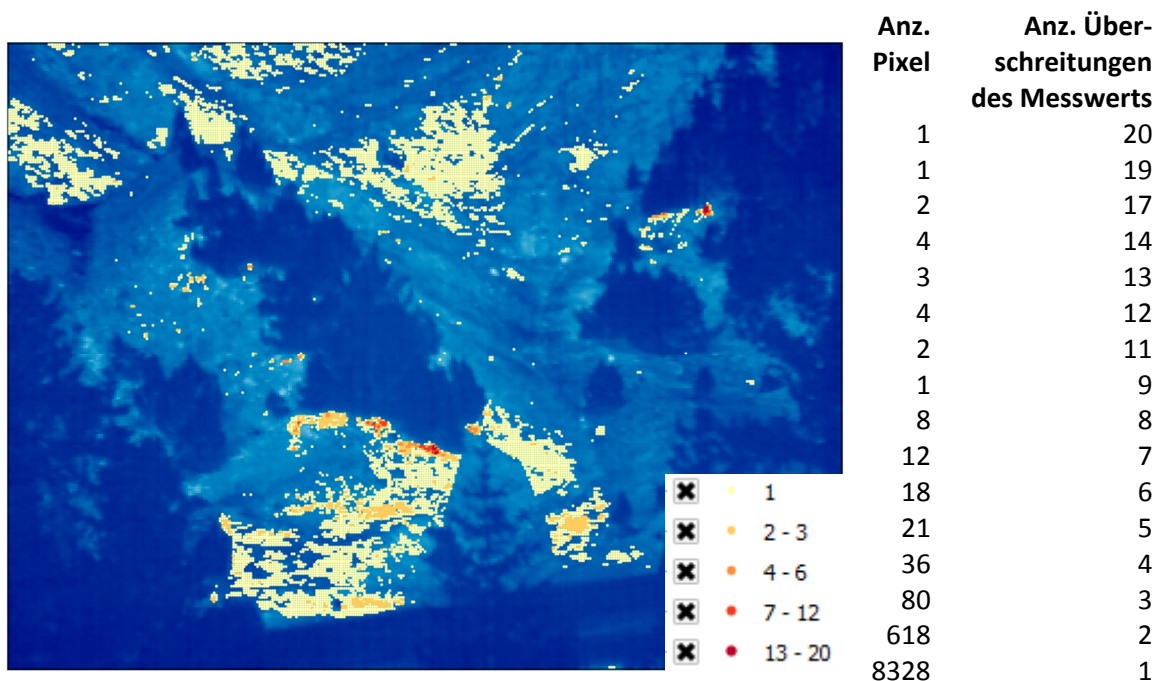 Anz. Anz. Über-
Pixel schreitungen
des Messwerts
1 20
1 19
2 17
4 14
3 13
4 12
2 11
1 9
8 8
12 7
18 6
21 5
36 4
80 3
618 2
8328 1
1
2 - 3
4 - 6
7 - 12
13 - 20